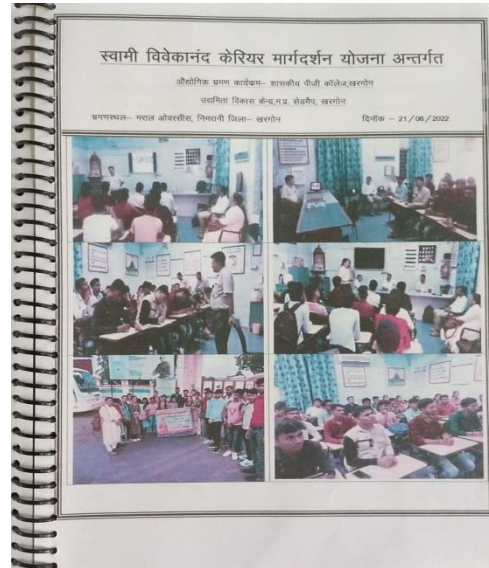 स्वामी विवेकानंद केरियर मार्गदर्शन योजना अन्तर्गत
औद्योगिक भ्रमण कार्यक्रम– शासकीय पीजी कॉलेज,खरगोन
उद्यमिता विकास केन्द्र,म.प्र. सेडमैप, खरगोन
भ्रमणस्थल– मराल ओवरसीस, निमरानी जिला– खरगोन दिनॉक – 21/06/2022